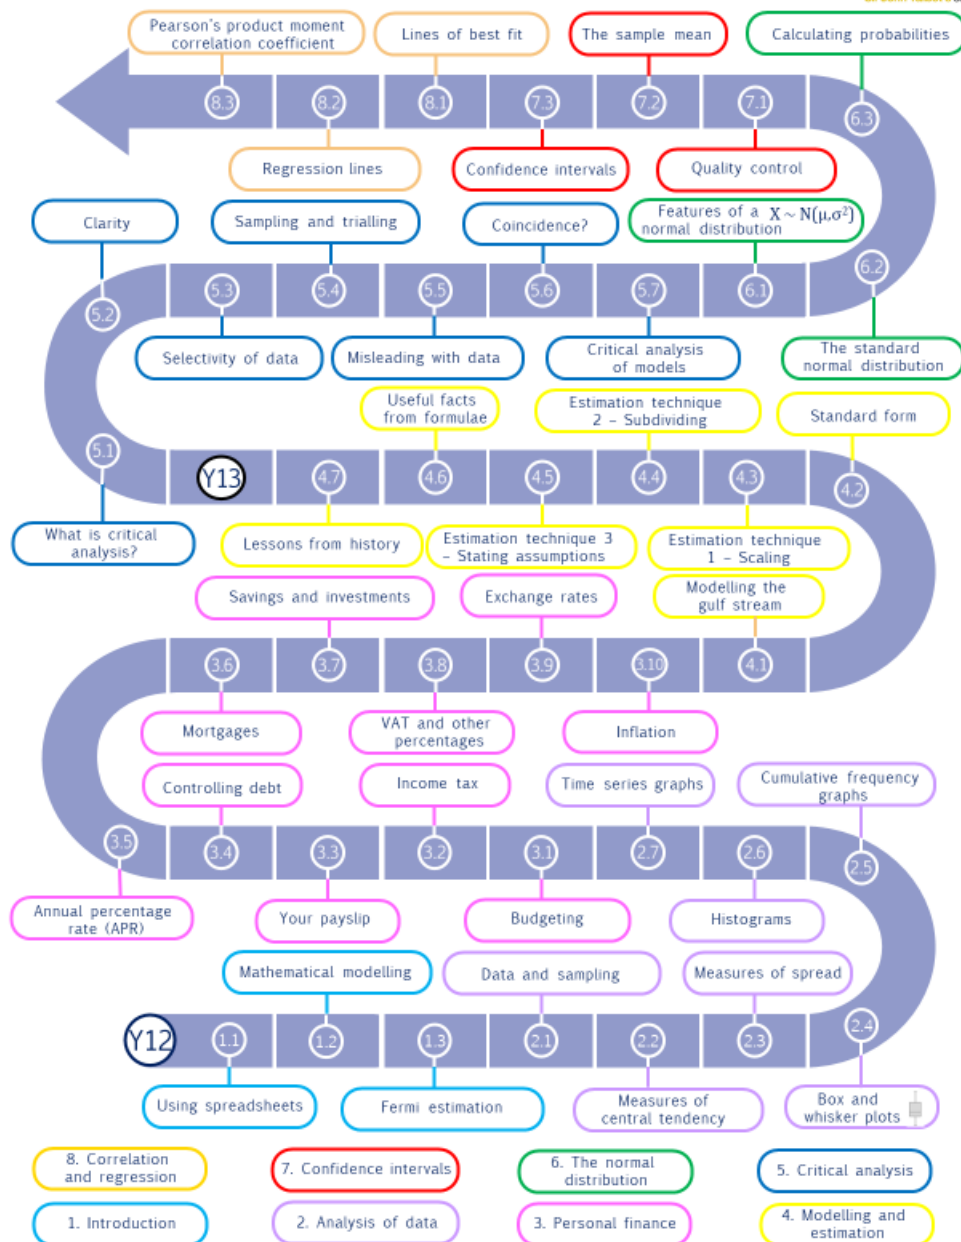 Pearson's product moment
correlation coefficient
Lines of best fit
The sample mean
Calculating probabilities
8.3
8.2
8.1
7.3
7.2
7.1
6.3
Regression lines
Confidence intervals
Quality control
Clarity
Sampling and trialling
Coincidence?
Features of a X ~ N(μ,σ²)
normal distribution
5.2
5.3
5.4
5.5
5.6
5.7
6.1
6.2
Selectivity of data
Misleading with data
Critical analysis
of models
The standard
normal distribution
Useful facts
from formulae
Estimation technique
2 – Subdividing
Standard form
5.1
Y13
4.7
4.6
4.5
4.4
4.3
4.2
What is critical
analysis?
Lessons from history
Estimation technique 3
– Stating assumptions
Estimation technique
1 – Scaling
Savings and investments
Exchange rates
Modelling the
gulf stream
3.6
3.7
3.8
3.9
3.10
4.1
Mortgages
VAT and other
percentages
Inflation
Controlling debt
Income tax
Time series graphs
Cumulative frequency
graphs
3.5
3.4
3.3
3.2
3.1
2.7
2.6
2.5
Annual percentage
rate (APR)
Your payslip
Budgeting
Histograms
Mathematical modelling
Data and sampling
Measures of spread
Y12
1.1
1.2
1.3
2.1
2.2
2.3
2.4
Using spreadsheets
Fermi estimation
Measures of
central tendency
Box and
whisker plots
8. Correlation
and regression
7. Confidence intervals
6. The normal
distribution
5. Critical analysis
1. Introduction
2. Analysis of data
3. Personal finance
4. Modelling and
estimation